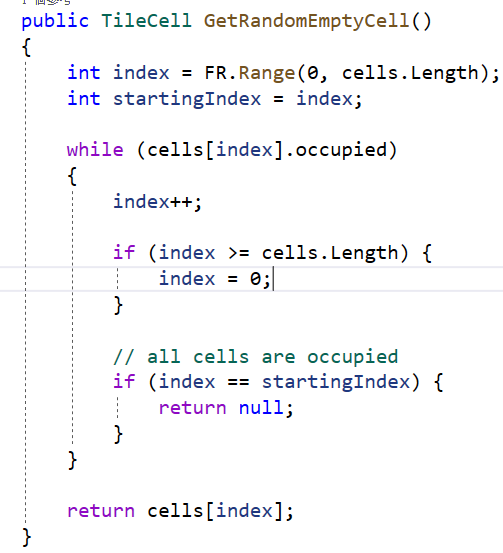 public TileCell GetRandomEmptyCell()
{
    int index = FR.Range(0, cells.Length);
    int startingIndex = index;

    while (cells[index].occupied)
    {
        index++;

        if (index >= cells.Length) {
            index = 0;
        }

        // all cells are occupied
        if (index == startingIndex) {
            return null;
        }
    }

    return cells[index];
}